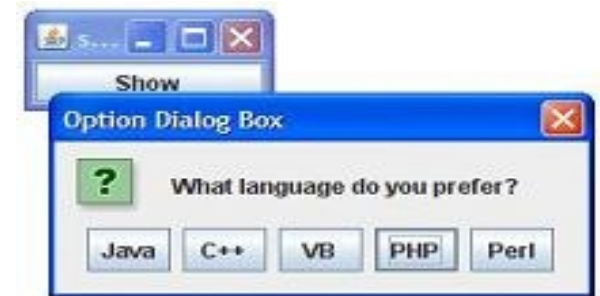 s...
Show
Option Dialog Box
?
What language do you prefer?
Java C++ VB PHP Perl